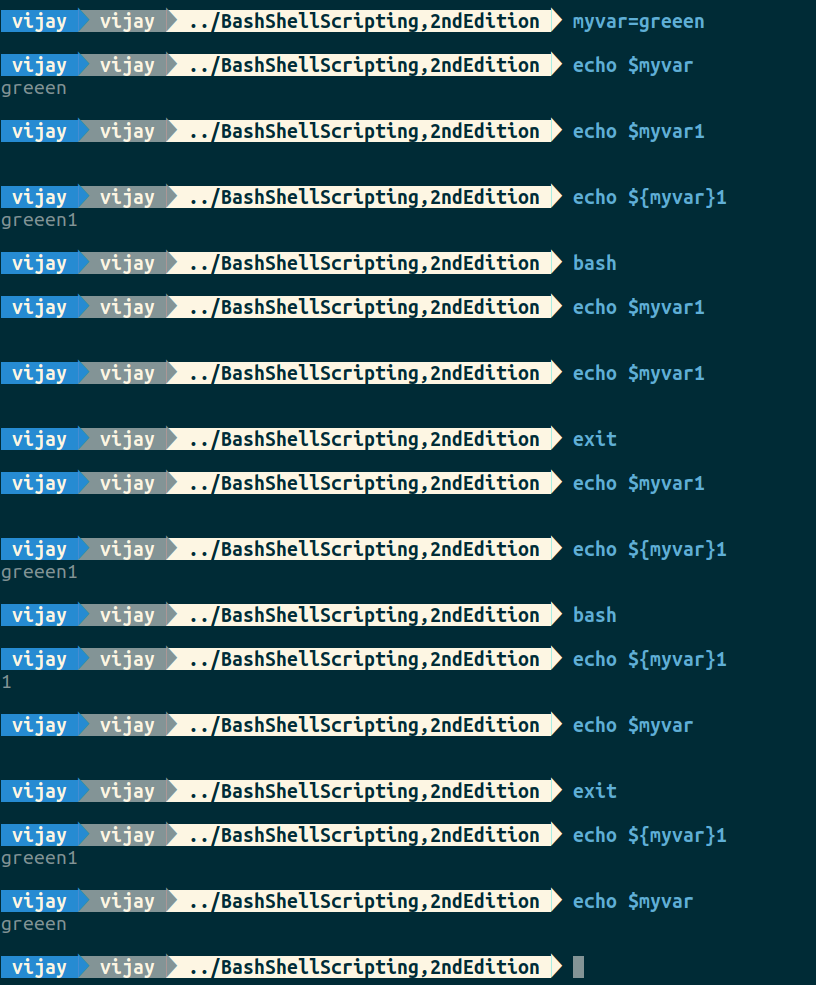 vijay vijay ../BashShellScripting,2ndEdition myvar=greeen
vijay vijay ../BashShellScripting,2ndEdition echo $myvar
greeen
vijay vijay ../BashShellScripting,2ndEdition echo $myvar1
vijay vijay ../BashShellScripting,2ndEdition echo ${myvar}1
greeen1
vijay vijay ../BashShellScripting,2ndEdition bash
vijay vijay ../BashShellScripting,2ndEdition echo $myvar1
vijay vijay ../BashShellScripting,2ndEdition echo $myvar1
vijay vijay ../BashShellScripting,2ndEdition exit
vijay vijay ../BashShellScripting,2ndEdition echo $myvar1
vijay vijay ../BashShellScripting,2ndEdition echo ${myvar}1
greeen1
vijay vijay ../BashShellScripting,2ndEdition bash
vijay vijay ../BashShellScripting,2ndEdition echo ${myvar}1
1
vijay vijay ../BashShellScripting,2ndEdition echo $myvar
vijay vijay ../BashShellScripting,2ndEdition exit
vijay vijay ../BashShellScripting,2ndEdition echo ${myvar}1
greeen1
vijay vijay ../BashShellScripting,2ndEdition echo $myvar
greeen
vijay vijay ../BashShellScripting,2ndEdition